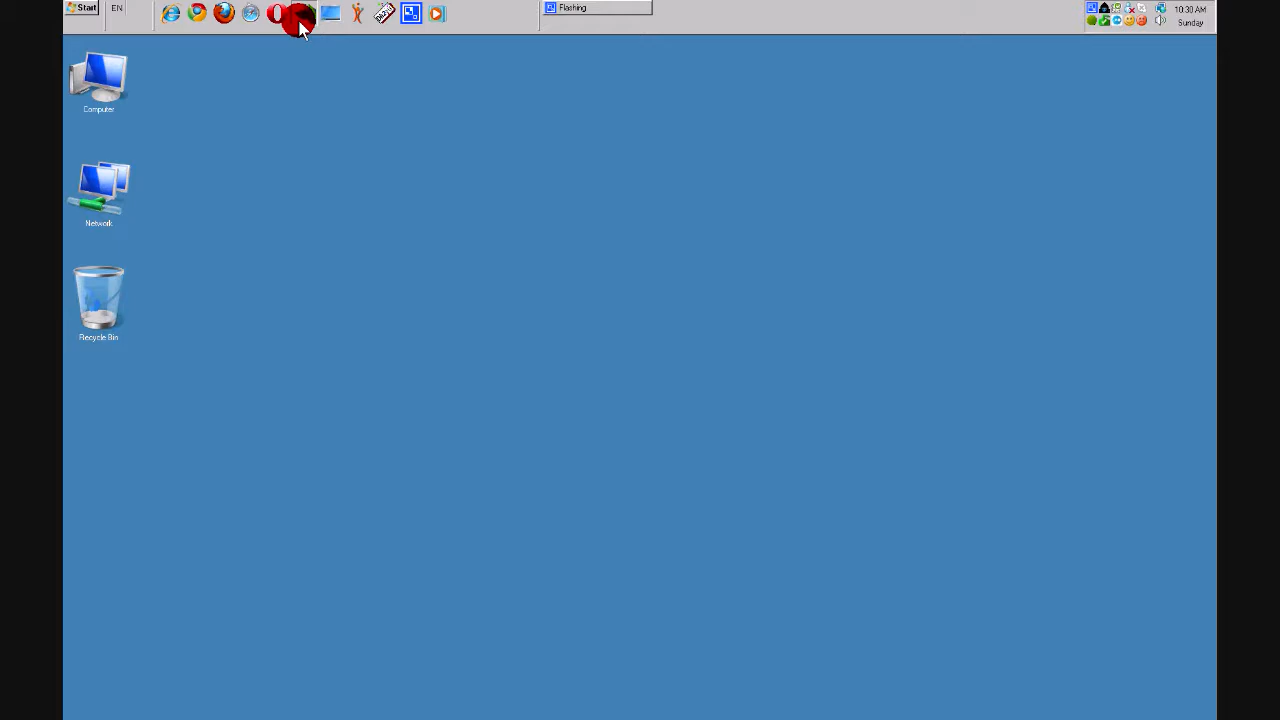 Start
EN
Flashing
10:30 AM
Sunday
Computer
Network
Recycle Bin